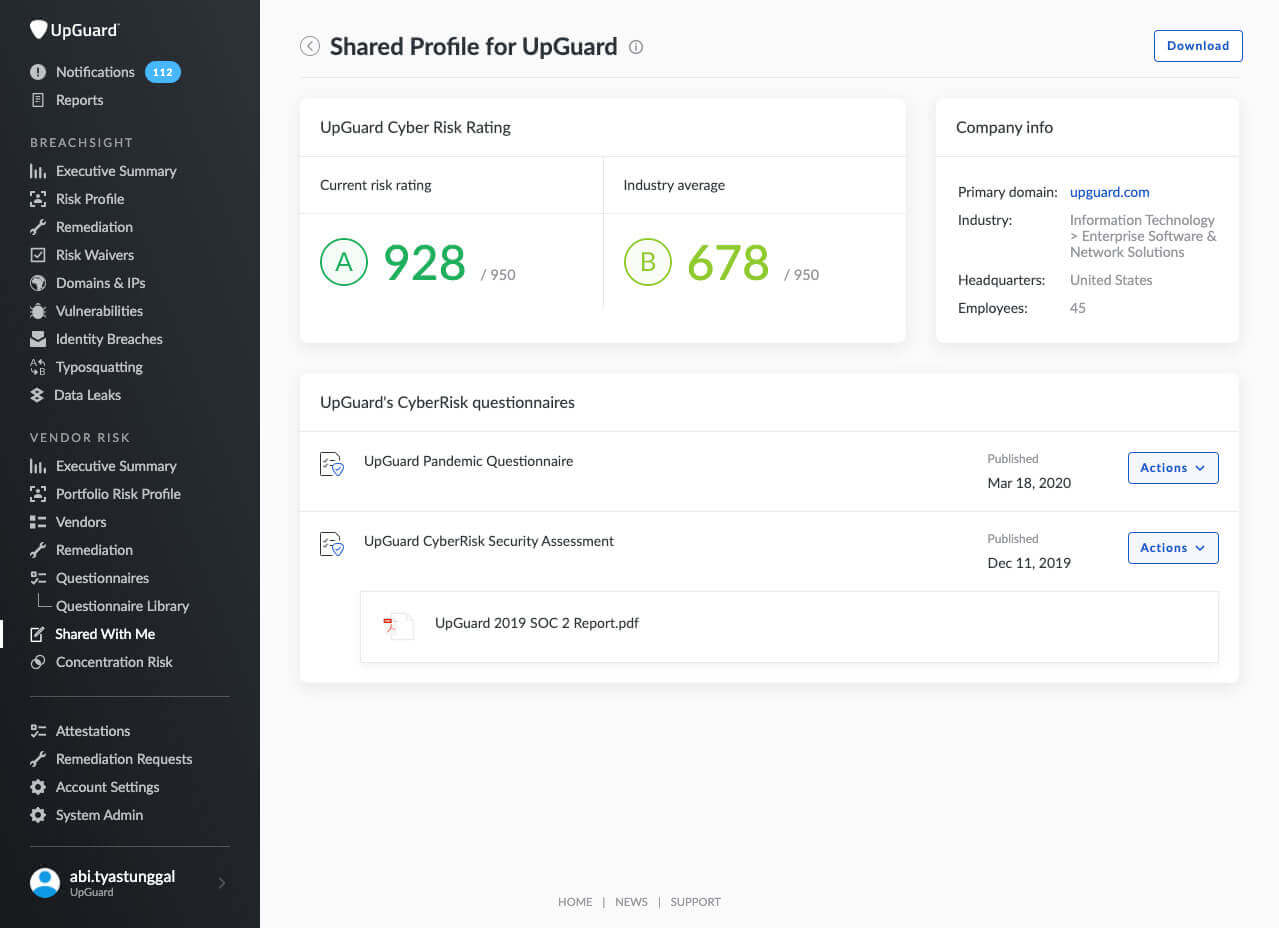 UpGuard
Notifications 112
Reports
BREACHSIGHT
Executive Summary
Risk Profile
Remediation
Risk Waivers
Domains & IPs
Vulnerabilities
Identity Breaches
Typosquatting
Data Leaks
VENDOR RISK
Executive Summary
Portfolio Risk Profile
Vendors
Remediation
Questionnaires
Questionnaire Library
Shared With Me
Concentration Risk
Attestations
Remediation Requests
Account Settings
System Admin
abi.tyastunggal
UpGuard
Shared Profile for UpGuard
Download
UpGuard Cyber Risk Rating
Current risk rating
A 928 / 950
Industry average
B 678 / 950
Company info
Primary domain: upguard.com
Industry: Information Technology
> Enterprise Software &
Network Solutions
Headquarters: United States
Employees: 45
UpGuard's CyberRisk questionnaires
UpGuard Pandemic Questionnaire
Published
Mar 18, 2020
Actions
UpGuard CyberRisk Security Assessment
Published
Dec 11, 2019
Actions
UpGuard 2019 SOC 2 Report.pdf
HOME | NEWS | SUPPORT